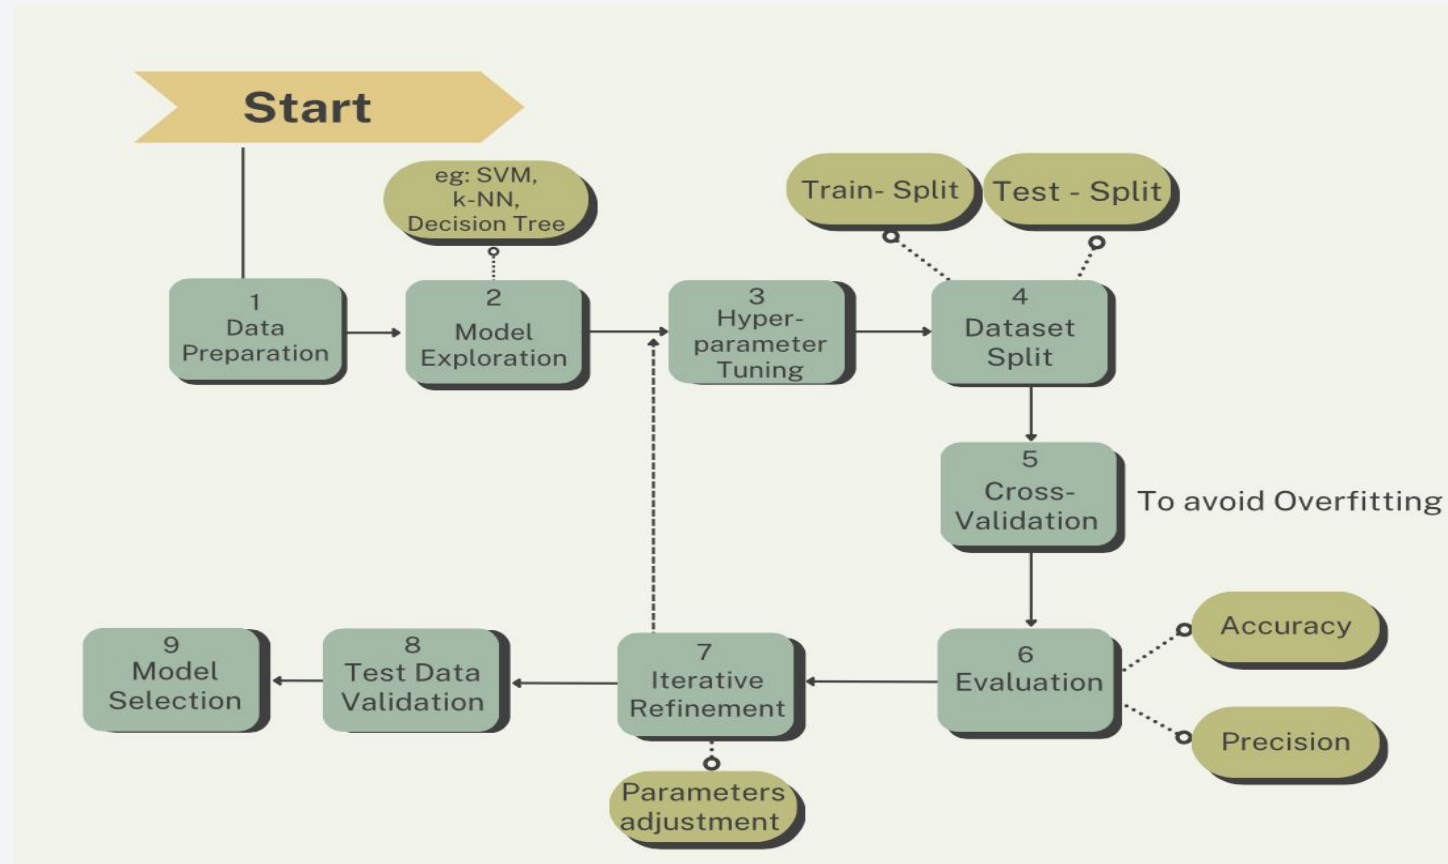 Start
eg: SVM,
k-NN,
Decision Tree
Train- Split
Test - Split
1
Data
Preparation
2
Model
Exploration
3
Hyper-
parameter
Tuning
4
Dataset
Split
5
Cross-
Validation
To avoid Overfitting
6
Evaluation
Accuracy
Precision
7
Iterative
Refinement
Parameters
adjustment
8
Test Data
Validation
9
Model
Selection